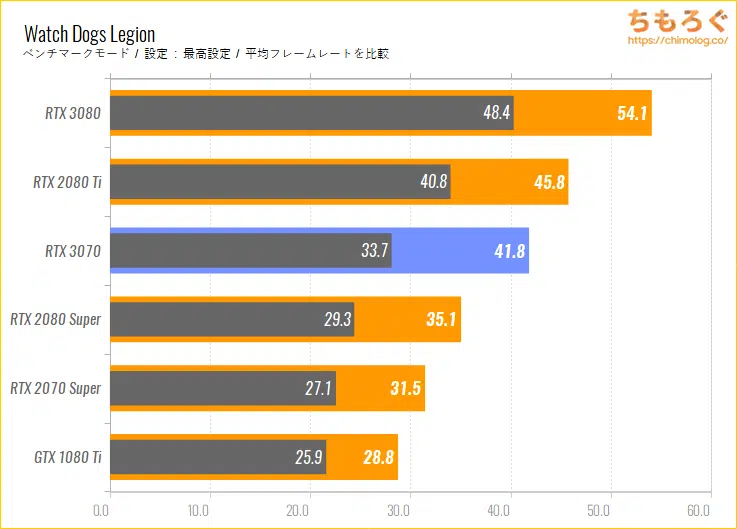 Watch Dogs Legion
ベンチマークモード / 設定 : 最高設定 / 平均フレームレートを比較
ちもろぐ
https://chimolog.co/
RTX 3080 48.4 54.1
RTX 2080 Ti 40.8 45.8
RTX 3070 33.7 41.8
RTX 2080 Super 29.3 35.1
RTX 2070 Super 27.1 31.5
GTX 1080 Ti 25.9 28.8
0.0 10.0 20.0 30.0 40.0 50.0 60.0